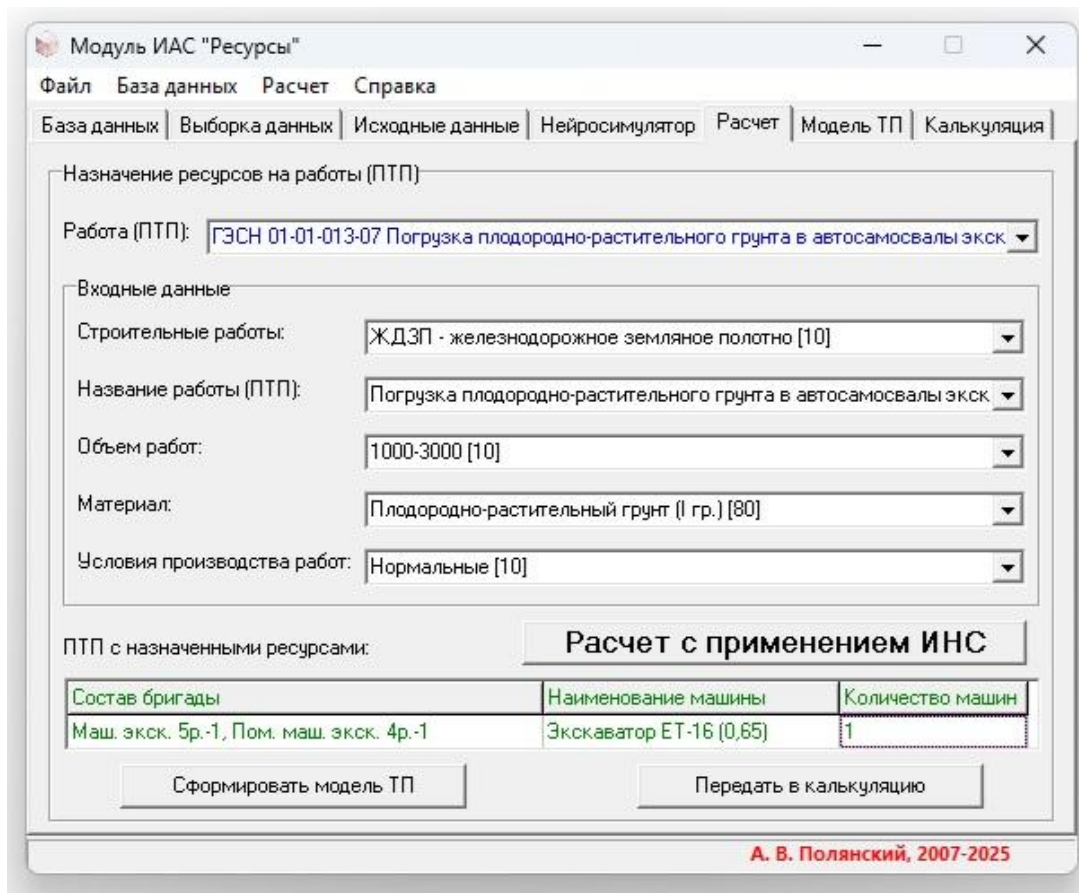 Модуль ИАС "Ресурсы"
Файл База данных Расчет Справка
База данных Выборка данных Исходные данные Нейросимулятор Расчет Модель ТП Калькуляция
Назначение ресурсов на работы (ПТП)
Работа (ПТП): ГЭСН 01-01-013-07 Погрузка плодородно-растительного грунта в автосамосвалы экск
Входные данные
Строительные работы: ЖДЗП - железнодорожное земляное полотно [10]
Название работы (ПТП): Погрузка плодородно-растительного грунта в автосамосвалы экск
Объем работ: 1000-3000 [10]
Материал: Плодородно-растительный грунт (I гр.) [80]
Условия производства работ: Нормальные [10]
ПТП с назначенными ресурсами: Расчет с применением ИНС
Состав бригады Наименование машины Количество машин
Маш. экск. 5р.-1, Пом. маш. экск. 4р.-1 Экскаватор ЕТ-16 (0,65) 1
Сформировать модель ТП Передать в калькуляцию
А. В. Полянский, 2007-2025